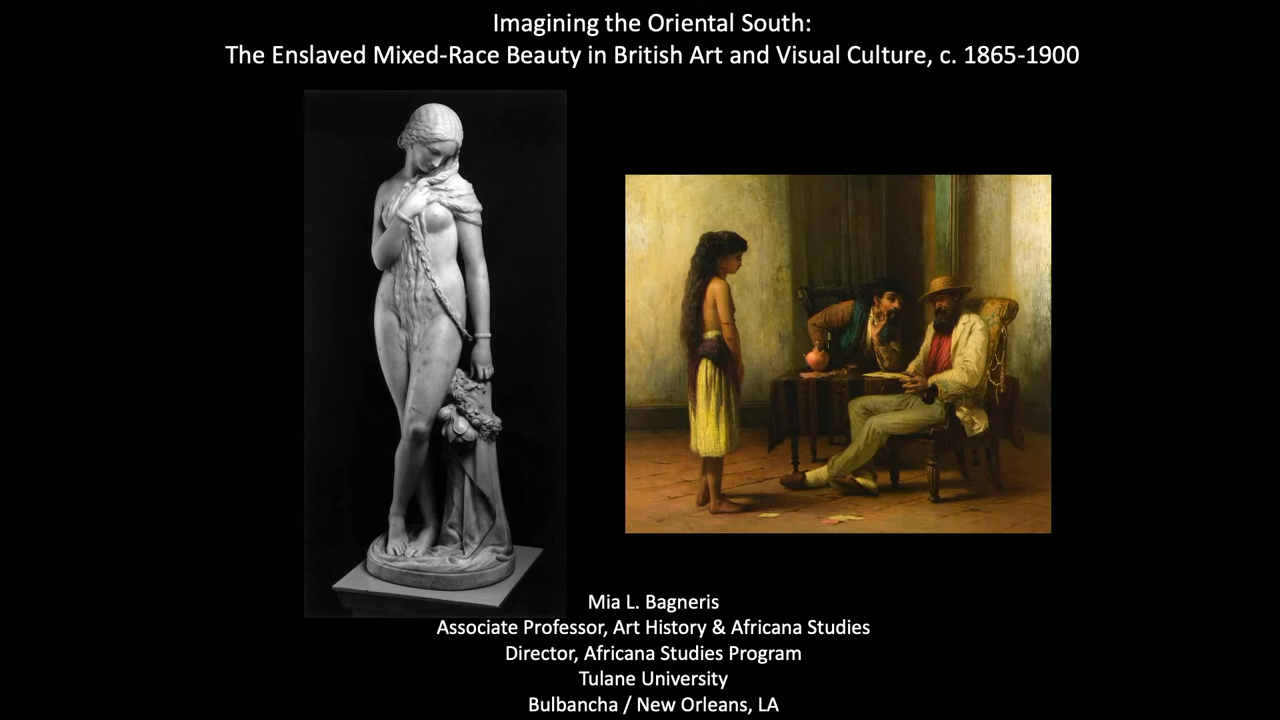 Imagining the Oriental South:
The Enslaved Mixed-Race Beauty in British Art and Visual Culture, c. 1865-1900
Mia L. Bagneris
Associate Professor, Art History & Africana Studies
Director, Africana Studies Program
Tulane University
Bulbancha / New Orleans, LA